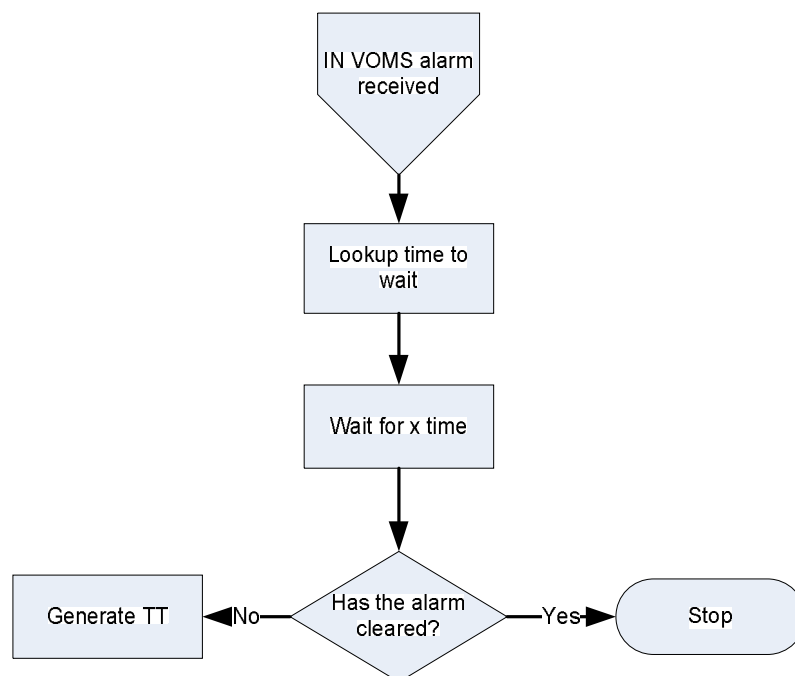 IN VOMS alarm
received
Lookup time to
wait
Wait for x time
Has the alarm
cleared?
Generate TT
No
Yes
Stop